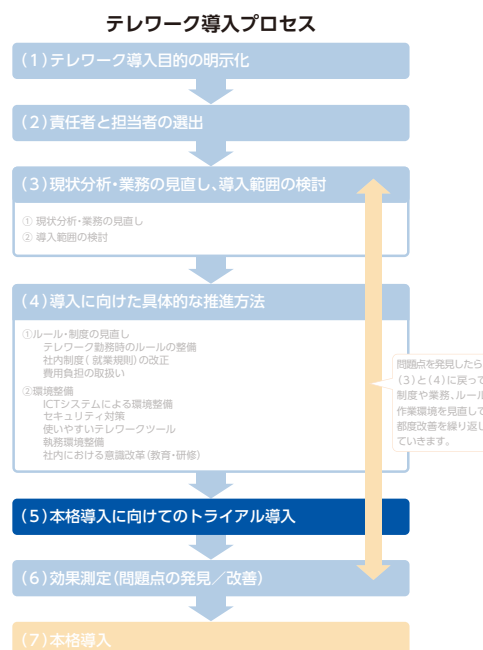 テレワーク導入プロセス
(1)テレワーク導入目的の明示化
(2)責任者と担当者の選出
(3)現状分析・業務の見直し、導入範囲の検討
① 現状分析・業務の見直し
② 導入範囲の検討
(4)導入に向けた具体的な推進方法
①ルール・制度の見直し
テレワーク勤務時のルールの整備
社内制度(就業規則)の改正
費用負担の取扱い
②環境整備
ICTシステムによる環境整備
セキュリティ対策
使いやすいテレワークツール
執務環境整備
社内における意識改革(教育・研修)
問題点を発見したら
(3)と(4)に戻って
制度や業務、ルール
作業環境を見直して
都度改善を繰り返し
ていきます。
(5)本格導入に向けてのトライアル導入
(6)効果測定(問題点の発見／改善)
(7)本格導入